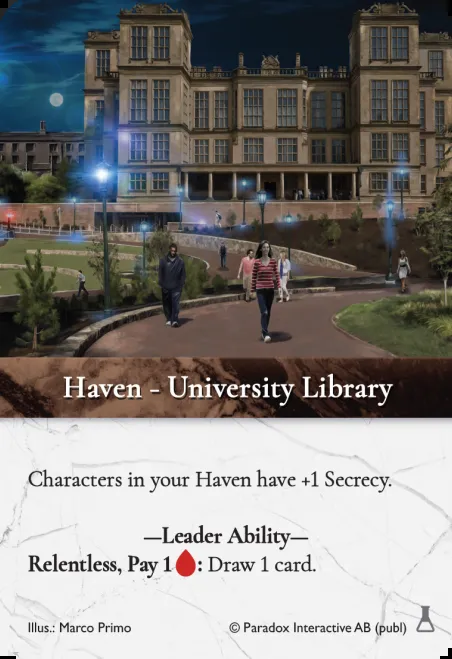 Haven - University Library
Characters in your Haven have +1 Secrecy.
—Leader Ability—
Relentless, Pay 1 : Draw 1 card.
Illus.: Marco Primo © Paradox Interactive AB (publ)